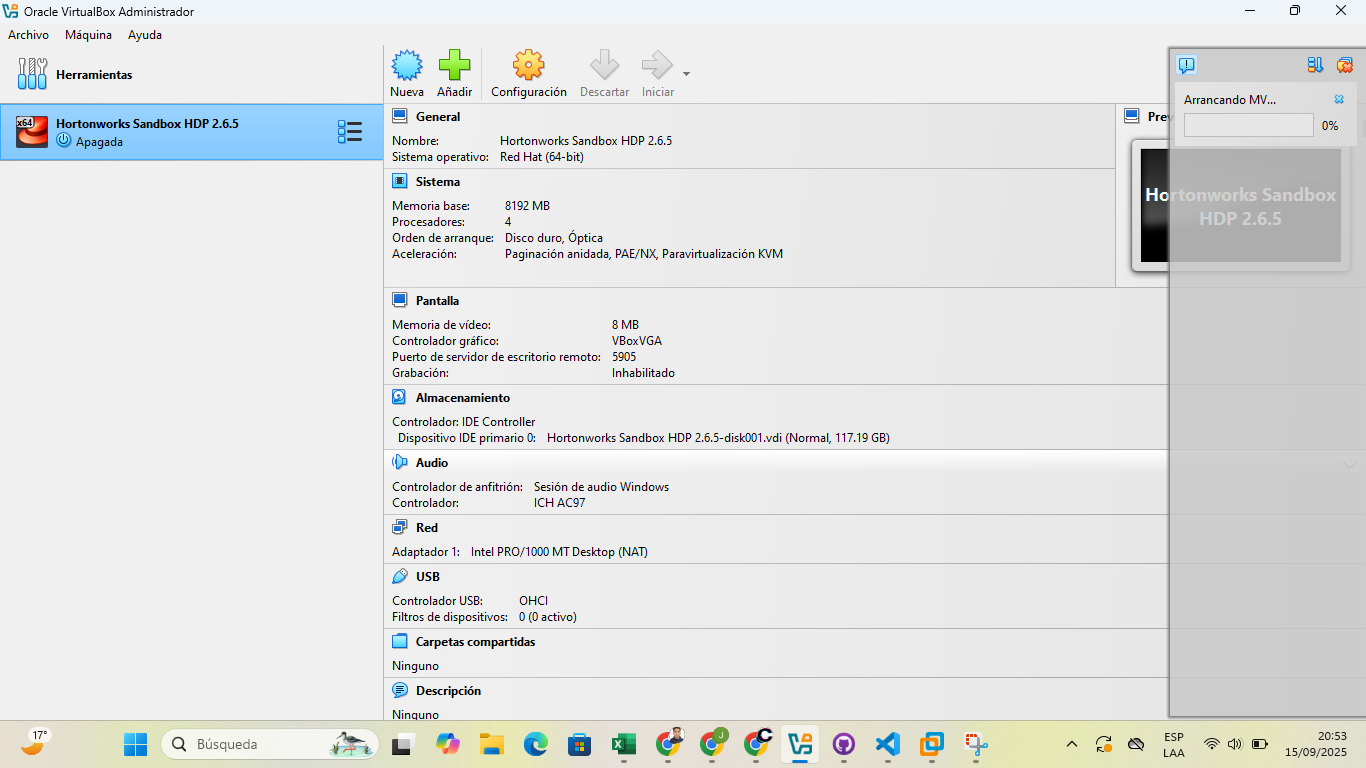 Oracle VirtualBox Administrador
Archivo Máquina Ayuda
Herramientas
Nueva Añadir Configuración Descartar Iniciar
x64
Hortonworks Sandbox HDP 2.6.5
Apagada
General
Nombre: Hortonworks Sandbox HDP 2.6.5
Sistema operativo: Red Hat (64-bit)
Sistema
Memoria base: 8192 MB
Procesadores: 4
Orden de arranque: Disco duro, Óptica
Aceleración: Paginación anidada, PAE/NX, Paravirtualización KVM
Pantalla
Memoria de vídeo: 8 MB
Controlador gráfico: VBoxVGA
Puerto de servidor de escritorio remoto: 5905
Grabación: Inhabilitado
Almacenamiento
Controlador: IDE Controller
Dispositivo IDE primario 0: Hortonworks Sandbox HDP 2.6.5-disk001.vdi (Normal, 117.19 GB)
Audio
Controlador de anfitrión: Sesión de audio Windows
Controlador: ICH AC97
Red
Adaptador 1: Intel PRO/1000 MT Desktop (NAT)
USB
Controlador USB: OHCI
Filtros de dispositivos: 0 (0 activo)
Carpetas compartidas
Ninguno
Descripción
Ninguno
Prev
Arrancando MV...
0%
Hortonworks Sandbox
HDP 2.6.5
17°
Búsqueda
J
C
ESP
LAA
20:53
15/09/2025